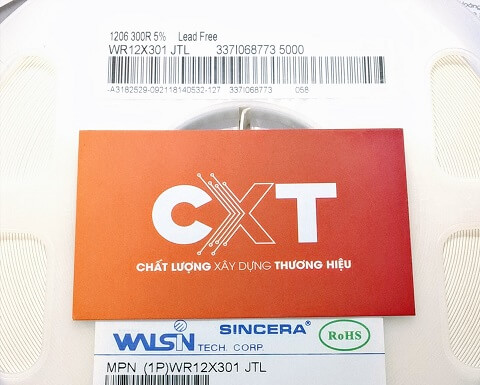 1206 300R 5% Lead Free
WR12X301 JTL 337I068773 5000
-A3182529-092118140532-127 337I068773 058
CXT
CHẤT LƯỢNG XÂY DỰNG THƯƠNG HIỆU
WALSIN SINCERA®
TECH. CORP.
RoHS
MPN (1P)WR12X301 JTL